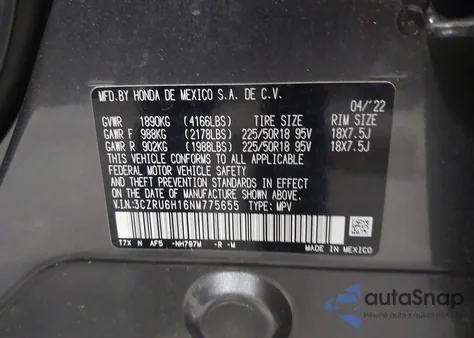 MFD.BY HONDA DE MEXICO S.A. DE C.V.
04/'22
GVWR 1890KG (4166LBS) TIRE SIZE RIM SIZE
GAWR F 988KG (2178LBS) 225/50R18 95V 18X7.5J
GAWR R 902KG (1988LBS) 225/50R18 95V 18X7.5J
THIS VEHICLE CONFORMS TO ALL APPLICABLE
FEDERAL MOTOR VEHICLE SAFETY STANDARDS
IN EFFECT ON THE DATE OF MANUFACTURE
SHOWN ABOVE.
V.I.N:3CZRU6H16NM775655 TYPE: MPV
T7X N AF5 -NH797M -R -M
MADE IN MEXICO
autoSnap